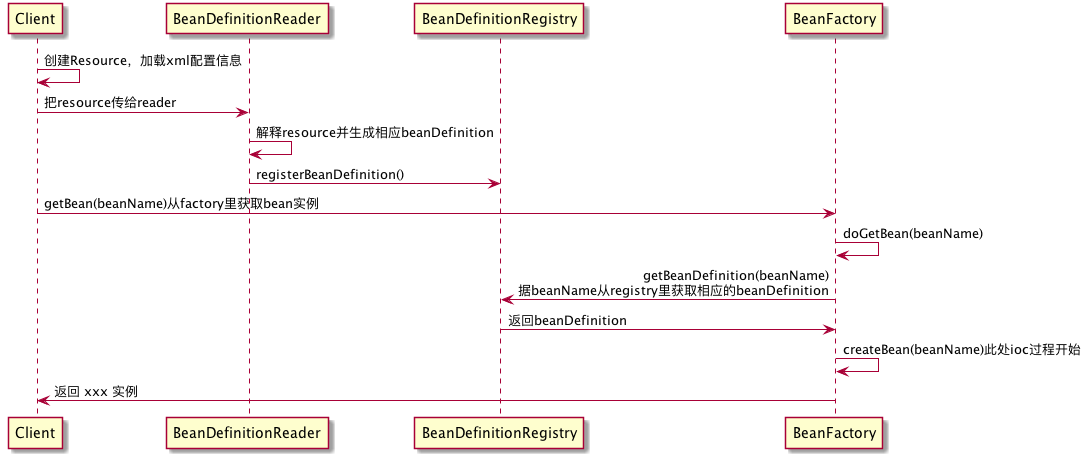 Client
BeanDefinitionReader
BeanDefinitionRegistry
BeanFactory
创建Resource，加载xml配置信息
把resource传给reader
解释resource并生成相应beanDefinition
registerBeanDefinition()
getBean(beanName)从factory里获取bean实例
doGetBean(beanName)
getBeanDefinition(beanName)
据beanName从registry里获取相应的beanDefinition
返回beanDefinition
createBean(beanName)此处ioc过程开始
返回 xxx 实例
Client
BeanDefinitionReader
BeanDefinitionRegistry
BeanFactory